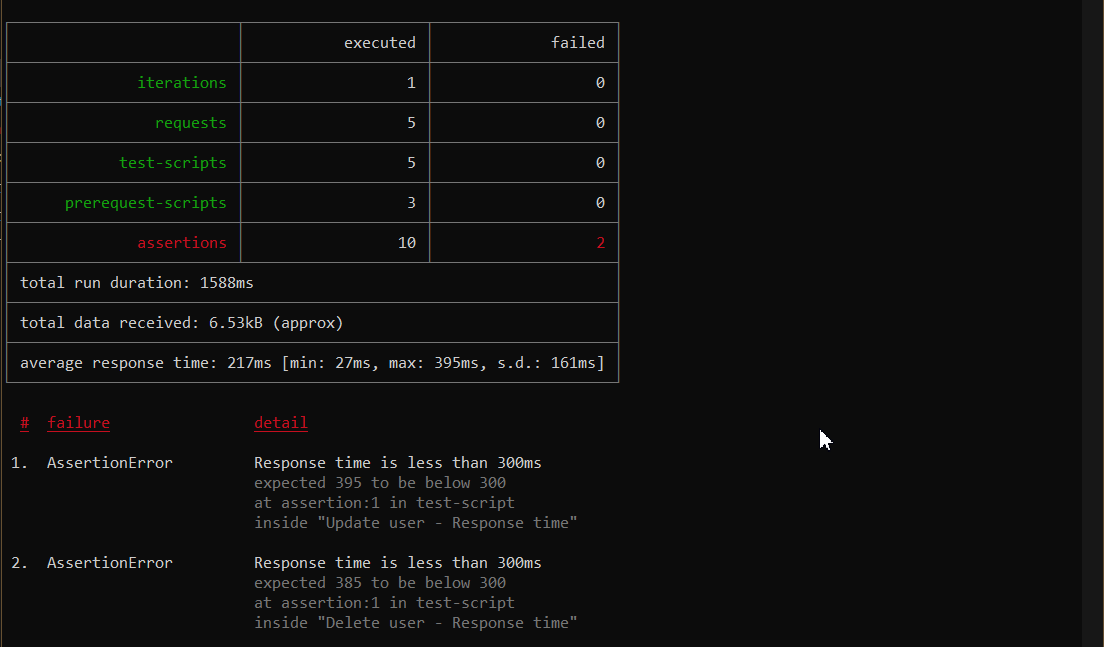 executed failed
iterations 1 0
requests 5 0
test-scripts 5 0
prerequest-scripts 3 0
assertions 10 2
total run duration: 1588ms
total data received: 6.53kB (approx)
average response time: 217ms [min: 27ms, max: 395ms, s.d.: 161ms]
# failure detail
1. AssertionError Response time is less than 300ms
expected 395 to be below 300
at assertion:1 in test-script
inside "Update user - Response time"
2. AssertionError Response time is less than 300ms
expected 385 to be below 300
at assertion:1 in test-script
inside "Delete user - Response time"